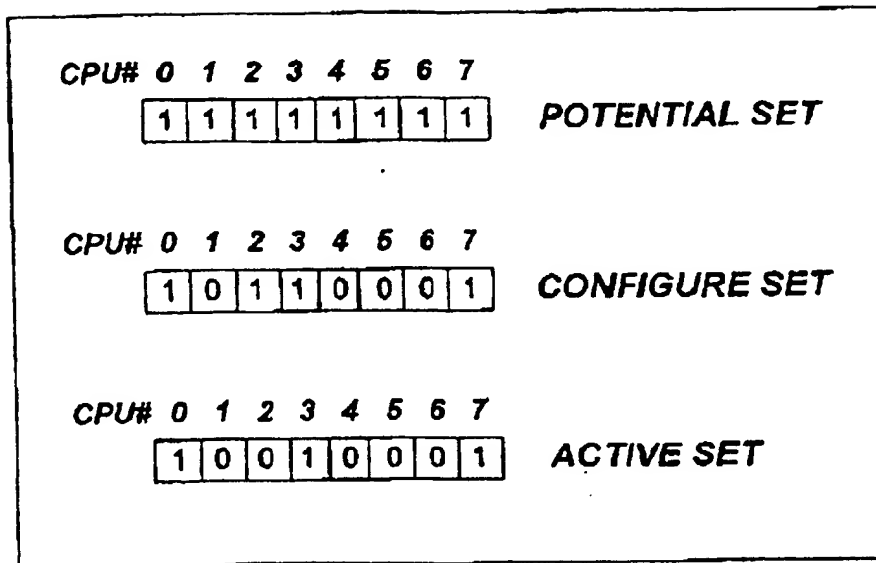 CPU# 0 1 2 3 4 5 6 7
1 1 1 1 1 1 1 1 POTENTIAL SET
CPU# 0 1 2 3 4 5 6 7
1 0 1 1 0 0 0 1 CONFIGURE SET
CPU# 0 1 2 3 4 5 6 7
1 0 0 1 0 0 0 1 ACTIVE SET